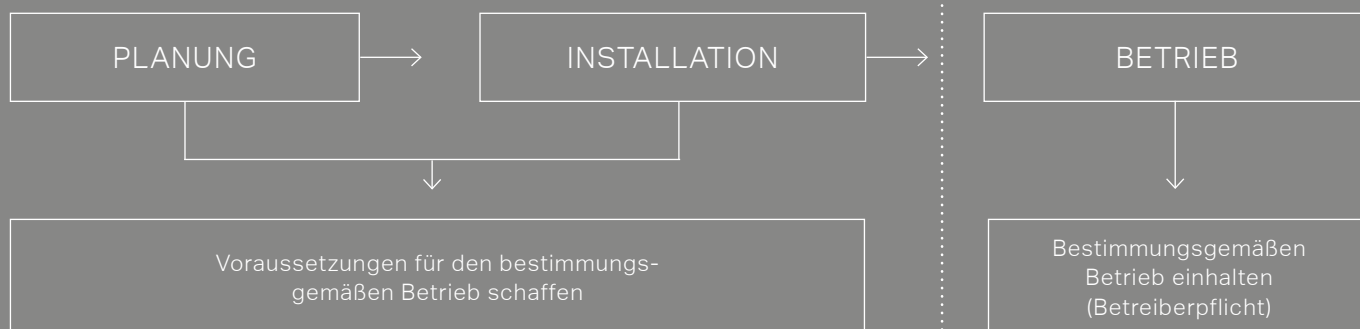 PLANUNG
INSTALLATION
BETRIEB
Voraussetzungen für den bestimmungs-
gemäßen Betrieb schaffen
Bestimmungsgemäßen
Betrieb einhalten
(Betreiberpflicht)